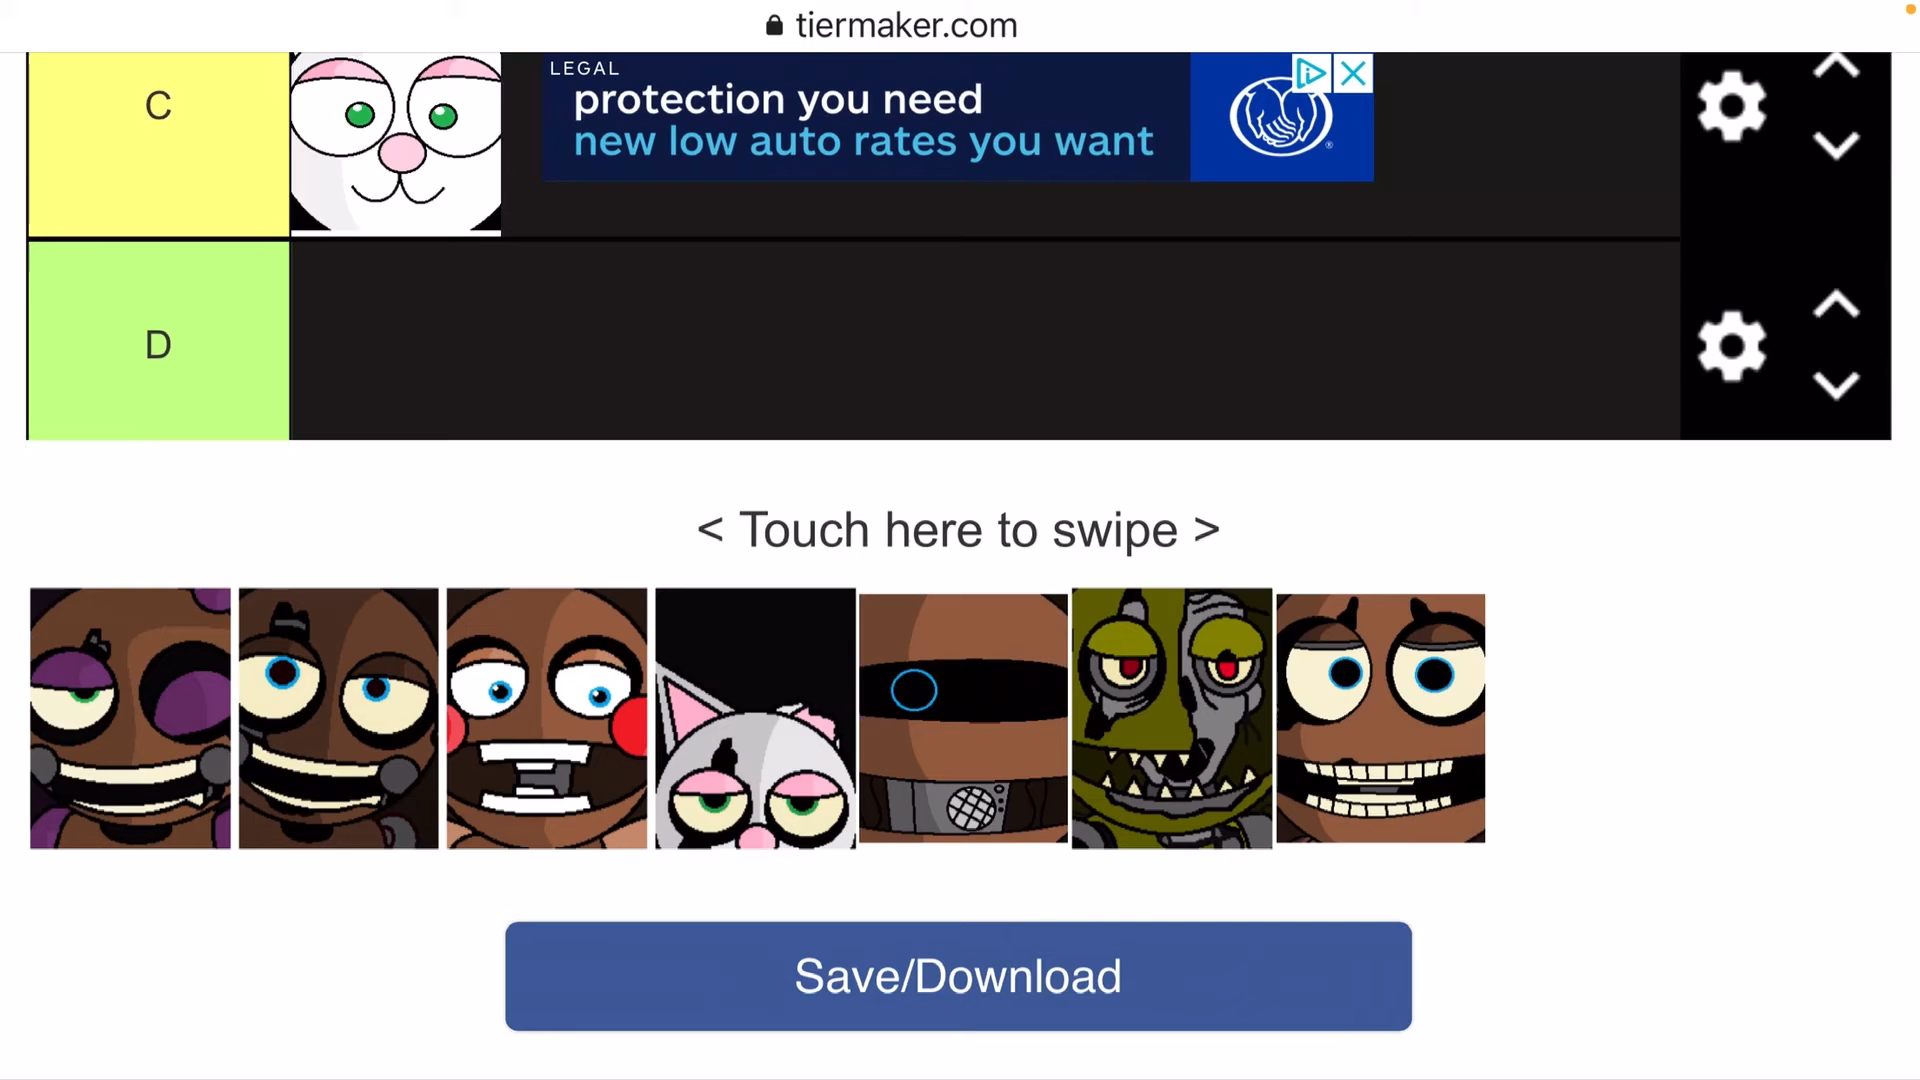 tiermaker.com
C
LEGAL
protection you need
new low auto rates you want
D
< Touch here to swipe >
Save/Download